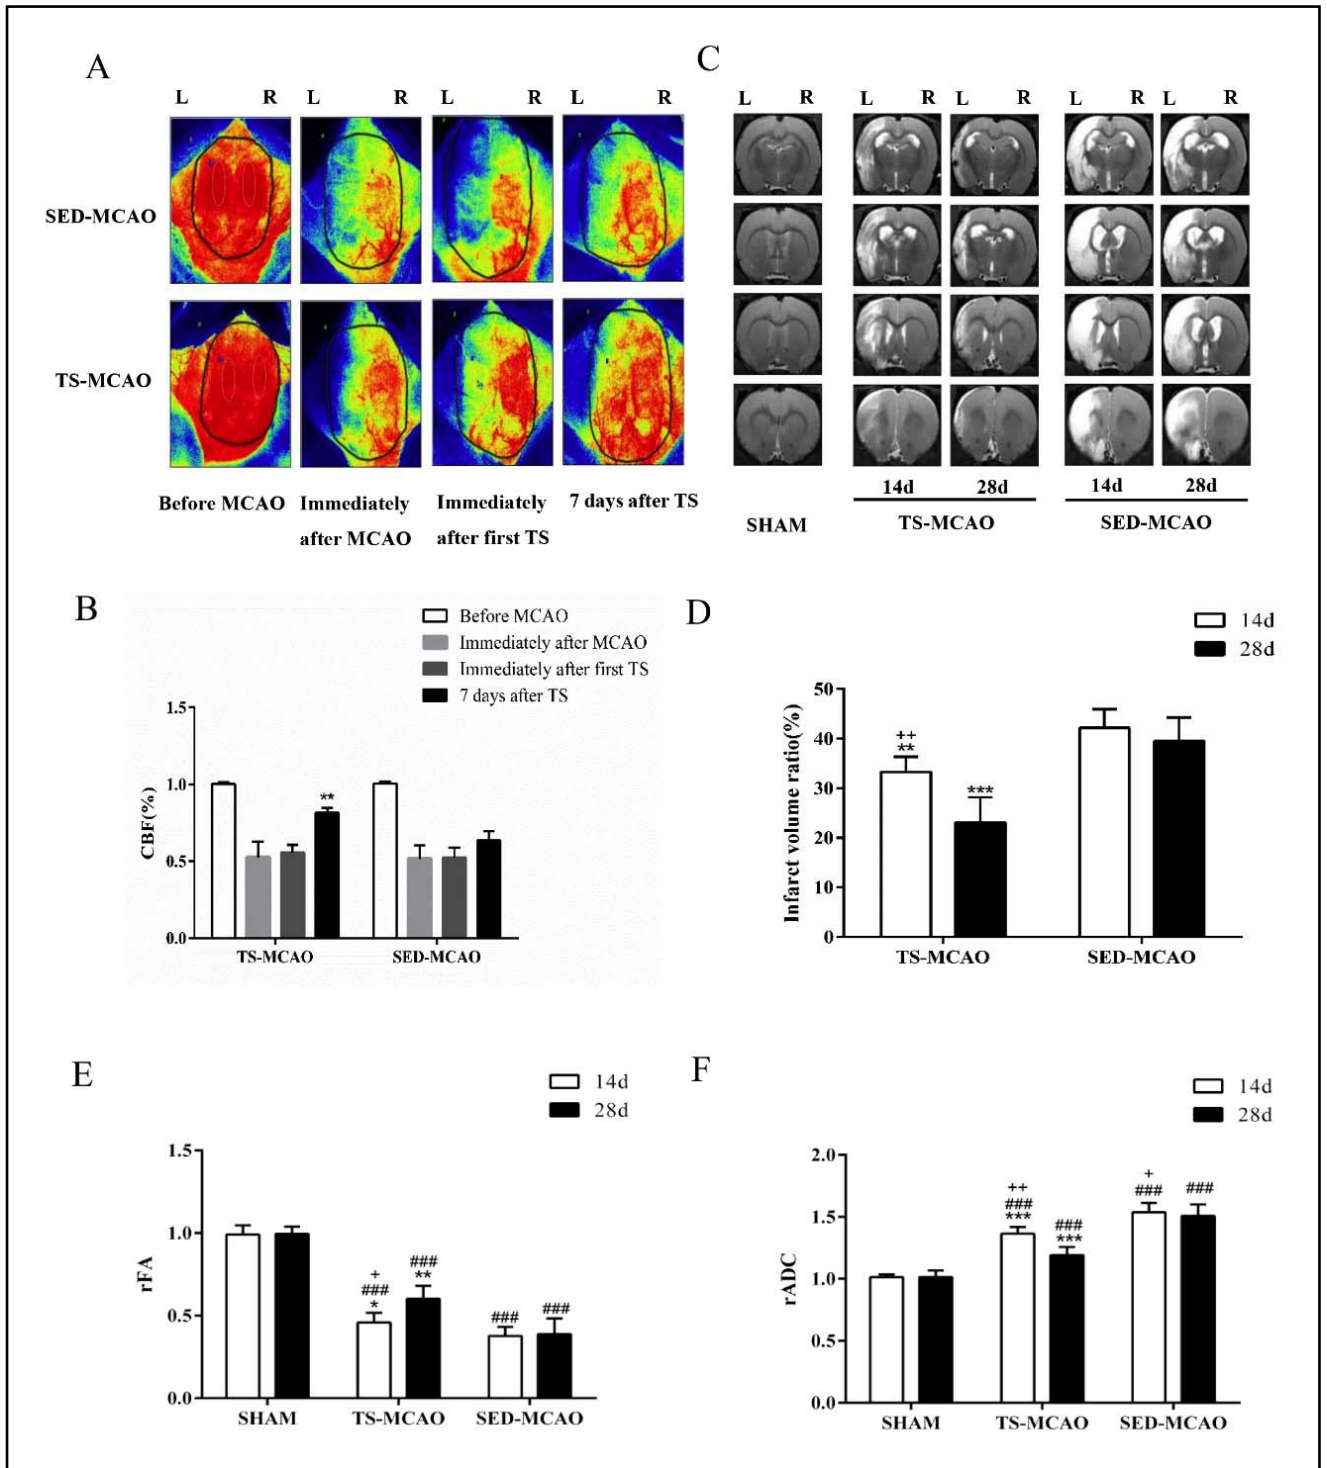 A
L R L R L R L R
SED-MCAO
TS-MCAO
Before MCAO
Immediately
after MCAO
Immediately
after first TS
7 days after TS
C
L R L R L R L R L R
14d 28d 14d 28d
SHAM TS-MCAO SED-MCAO
B
Before MCAO
Immediately after MCAO
Immediately after first TS
7 days after TS
CBF(%)
1.5
1.0
0.5
0.0
**
TS-MCAO SED-MCAO
D
14d
28d
Infarct volume ratio(%)
50
40
30
20
10
0
++
**
***
TS-MCAO SED-MCAO
E
14d
28d
rFA
1.5
1.0
0.5
0.0
+
###
*
###
**
###
###
SHAM TS-MCAO SED-MCAO
F
14d
28d
rADC
2.0
1.5
1.0
0.5
0.0
++
###
***
###
***
+
###
###
SHAM TS-MCAO SED-MCAO